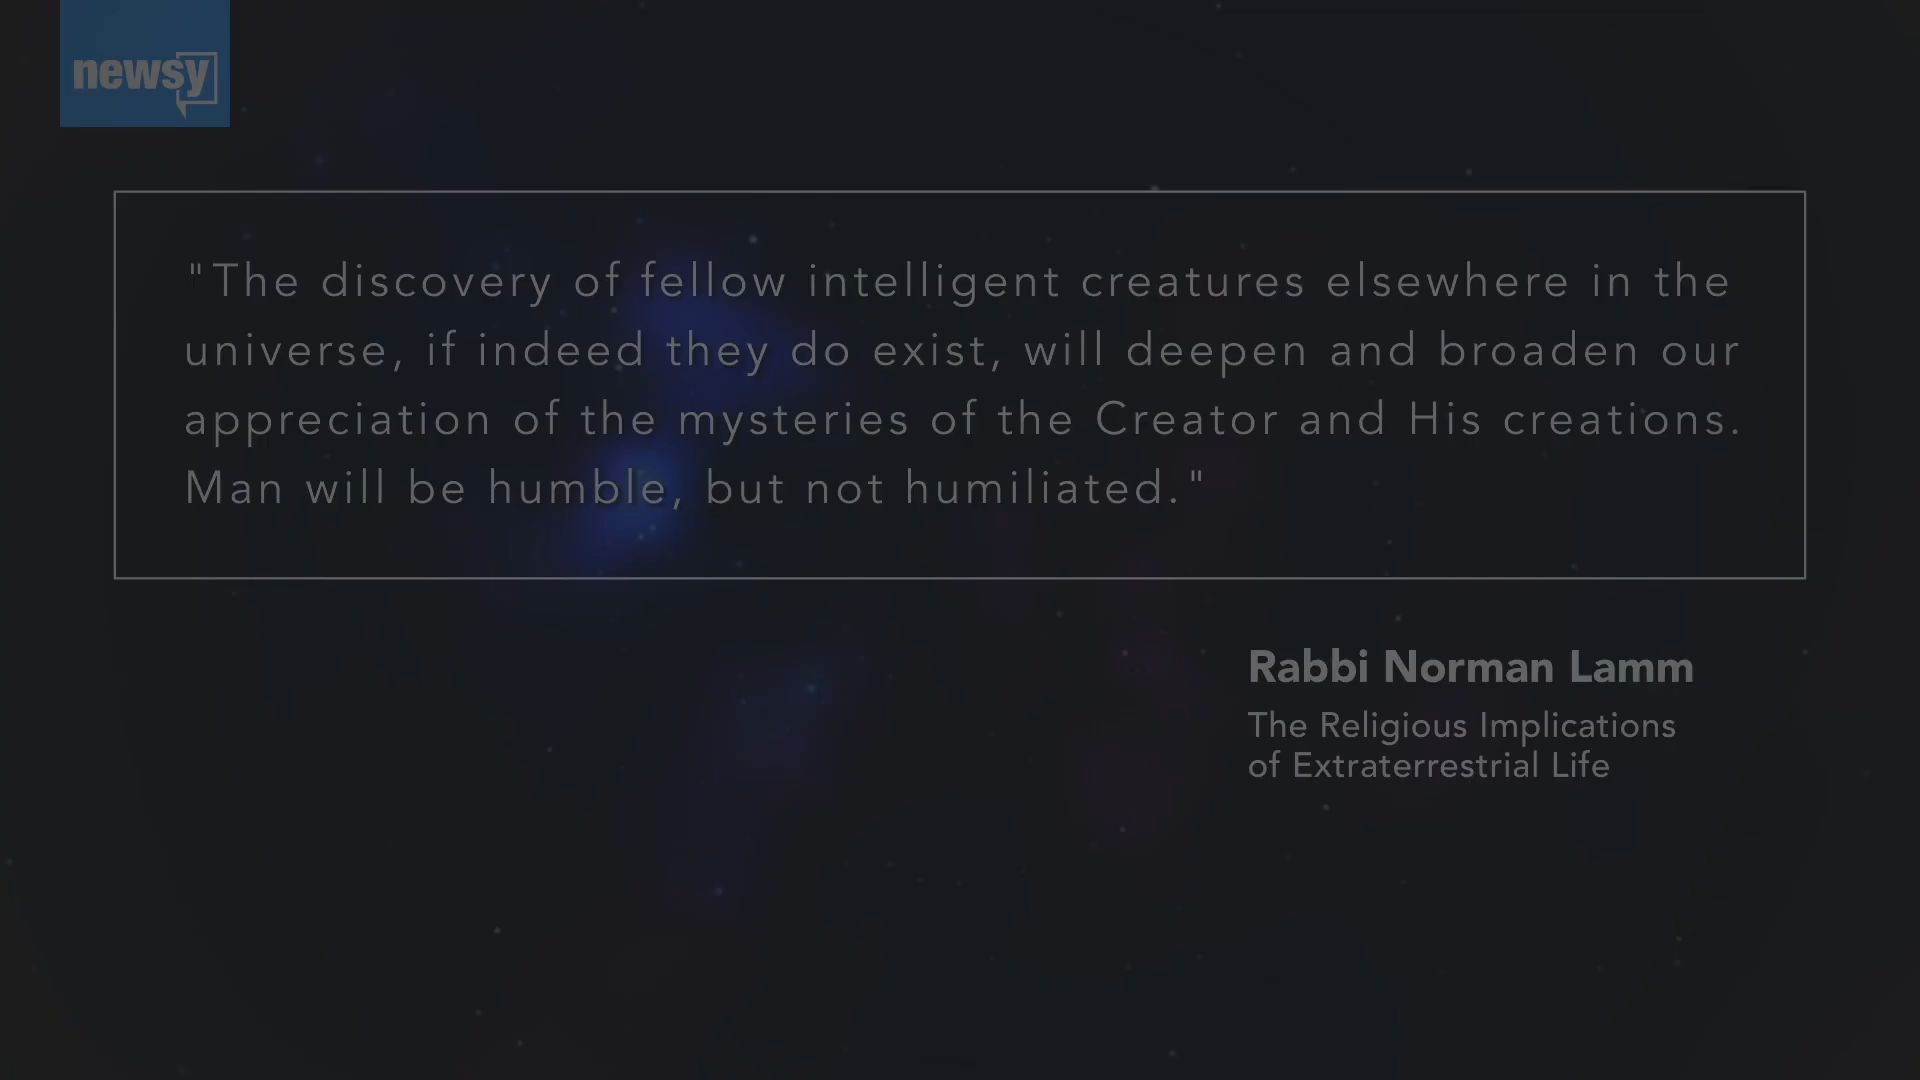 newsy
"The discovery of fellow intelligent creatures elsewhere in the
universe, if indeed they do exist, will deepen and broaden our
appreciation of the mysteries of the Creator and His creations.
Man will be humble, but not humiliated."
Rabbi Norman Lamm
The Religious Implications
of Extraterrestrial Life